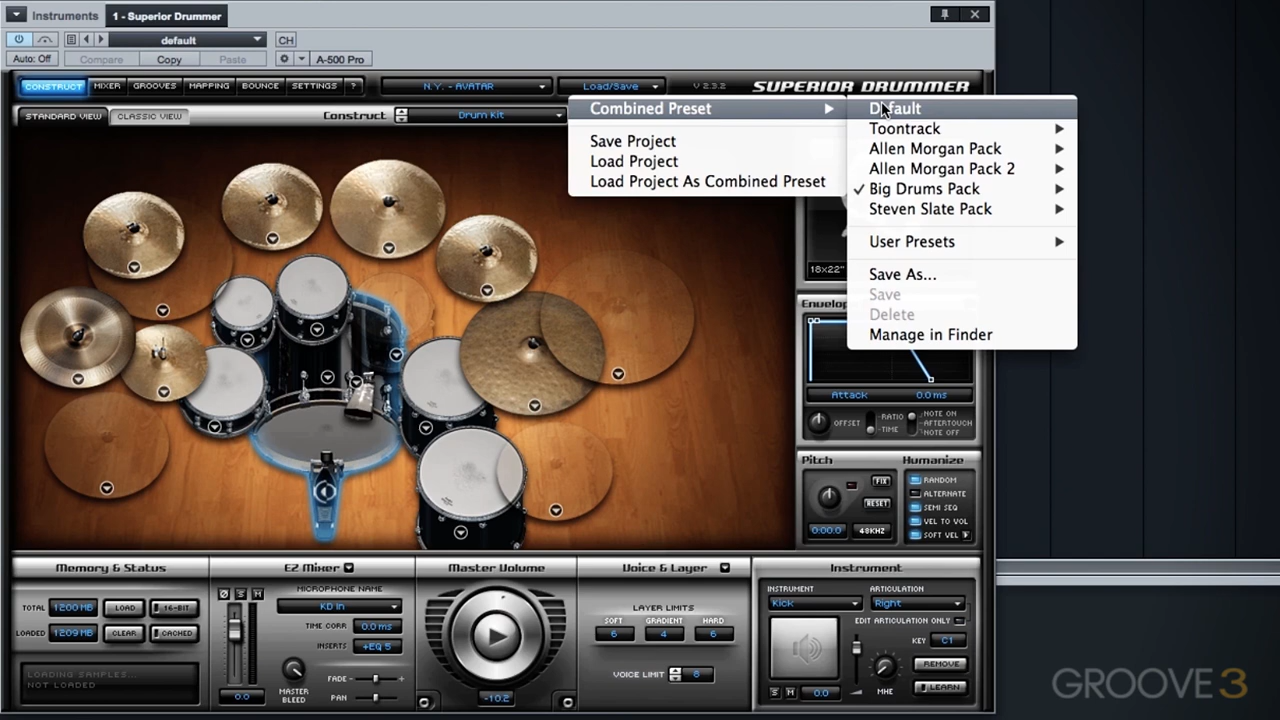 Instruments 1 - Superior Drummer
default CH
Auto: Off Compare Copy Paste A-500 Pro
CONSTRUCT MIXER GROOVES MAPPING BOUNCE SETTINGS ? N.Y. - AVATAR Load/Save V 2.3.2 SUPERIOR DRUMMER
STANDARD VIEW CLASSIC VIEW Construct Drum Kit
Combined Preset
Save Project
Load Project
Load Project As Combined Preset
Default
Toontrack
Allen Morgan Pack
Allen Morgan Pack 2
Big Drums Pack
Steven Slate Pack
User Presets
Save As...
Save
Delete
Manage in Finder
18x22"
Envelop
Attack 0.0 ms
OFFSET RATIO TIME NOTE ON AFTERTOUCH NOTE OFF
Pitch Humanize
FIX RESET
0:00.0 48KHZ
RANDOM
ALTERNATE
SEMI SEQ
VEL TO VOL
SOFT VEL
Memory & Status EZ Mixer Master Volume Voice & Layer Instrument
TOTAL 1200 MB LOAD 16-BIT
LOADED 1209 MB CLEAR CACHED
LOADING SAMPLES...
NOT LOADED
MICROPHONE NAME
KD In
TIME CORR 0.0 ms
INSERTS +EQ 5
FADE - +
PAN
MASTER BLEED
0.0
-10.2
LAYER LIMITS
SOFT GRADIENT HARD
6 4 6
VOICE LIMIT 8
INSTRUMENT ARTICULATION
Kick Right
EDIT ARTICULATION ONLY
KEY C1
REMOVE
LEARN
S M 0.0 MHE
GROOVE3